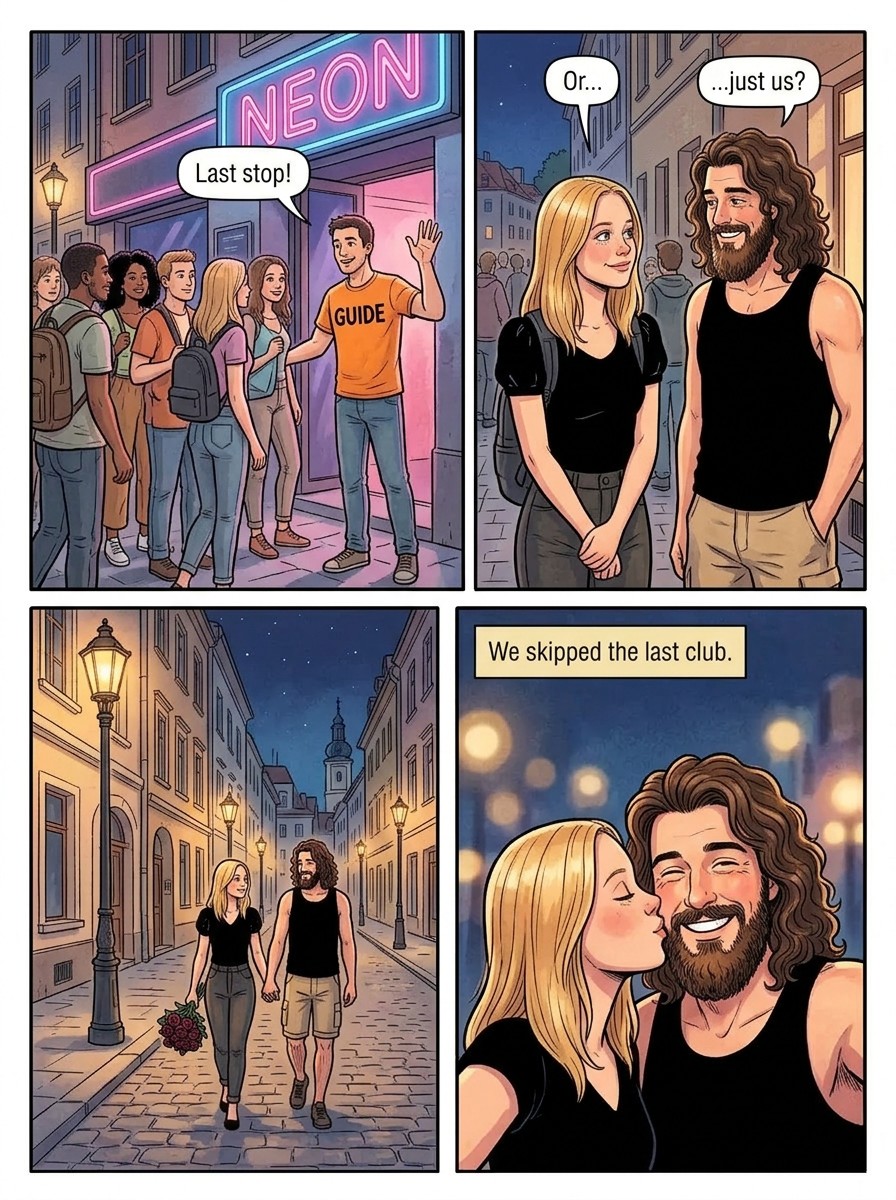 NEON
Last stop!
GUIDE
Or...
...just us?
We skipped the last club.